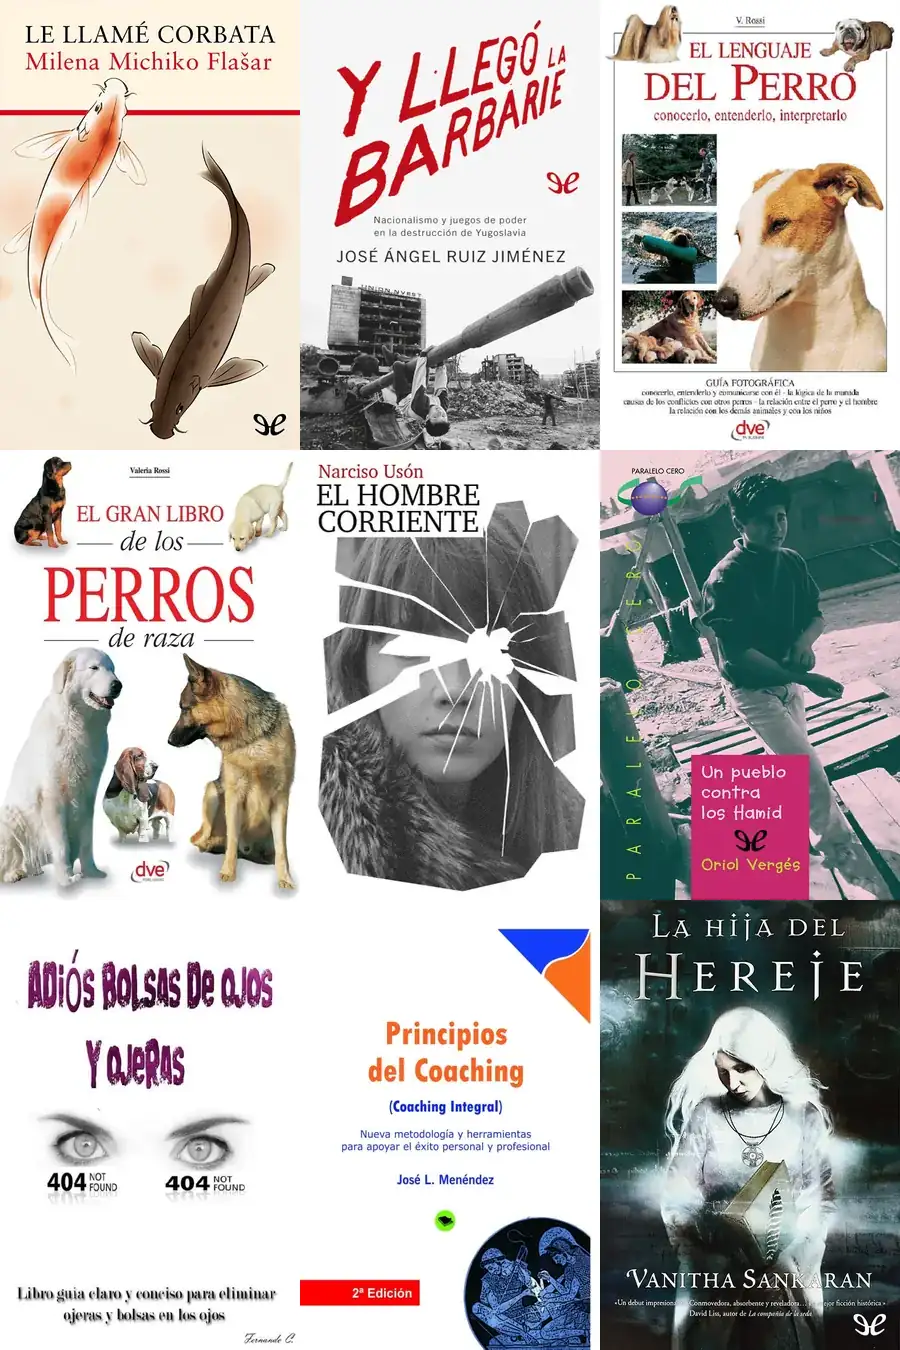 LE LLAMÉ CORBATA
Milena Michiko Flašar
Y LLEGÓ LA
BARBARIE
Nacionalismo y juegos de poder
en la destrucción de Yugoslavia
JOSÉ ÁNGEL RUIZ JIMÉNEZ
UNION INVEST
V. Rossi
EL LENGUAJE
DEL PERRO
conocerlo, entenderlo, interpretarlo
GUÍA FOTOGRÁFICA
conocerlo, entenderlo y comunicarse con él - la lógica de la manada
causas de los conflictos con otros perros - la relación entre el perro y el hombre
la relación con los demás animales y con los niños
dve
Valeria Rossi
EL GRAN LIBRO
de los
PERROS
de raza
dve
Narciso Usón
EL HOMBRE
CORRIENTE
PARALELO CERO
PARALELO CERO
Un pueblo
contra
los Hamid
Oriol Vergés
ADIÓS BOLSAS DE OJOS
Y OJERAS
404 NOT FOUND
404 NOT FOUND
Libro guia claro y conciso para eliminar
ojeras y bolsas en los ojos
Fernando C.
Principios
del Coaching
(Coaching Integral)
Nueva metodología y herramientas
para apoyar el éxito personal y profesional
José L. Menéndez
2ª Edición
LA HIJA DEL
HEREJE
VANITHA SANKARAN
«Un debut impresionante. Conmovedora, absorbente y reveladora... la mejor ficción histórica.»
David Liss, autor de La compañía de la seda